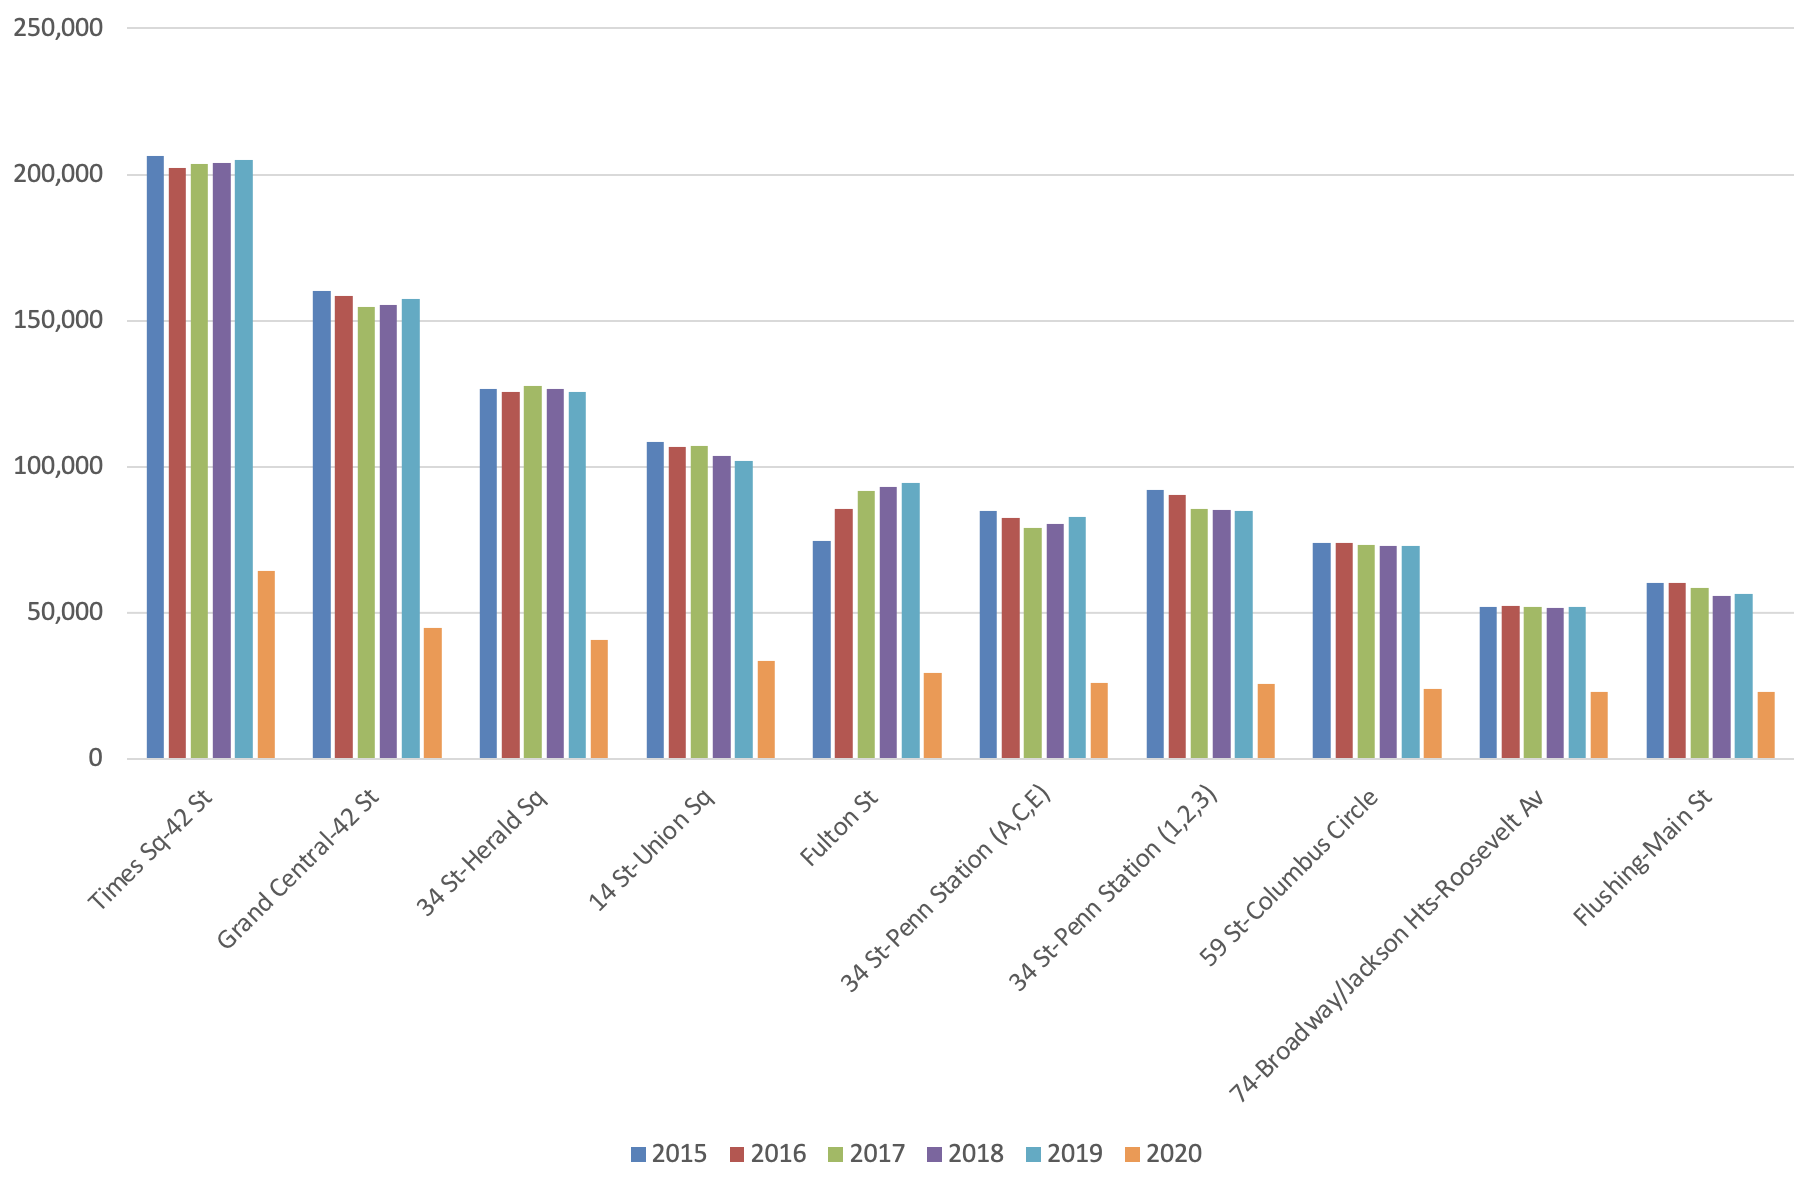 250,000
200,000
150,000
100,000
50,000
0
Times Sq-42 St
Grand Central-42 St
34 St-Herald Sq
14 St-Union Sq
Fulton St
34 St-Penn Station (A,C,E)
34 St-Penn Station (1,2,3)
59 St-Columbus Circle
74-Broadway/Jackson Hts-Roosevelt Av
Flushing-Main St
2015 2016 2017 2018 2019 2020